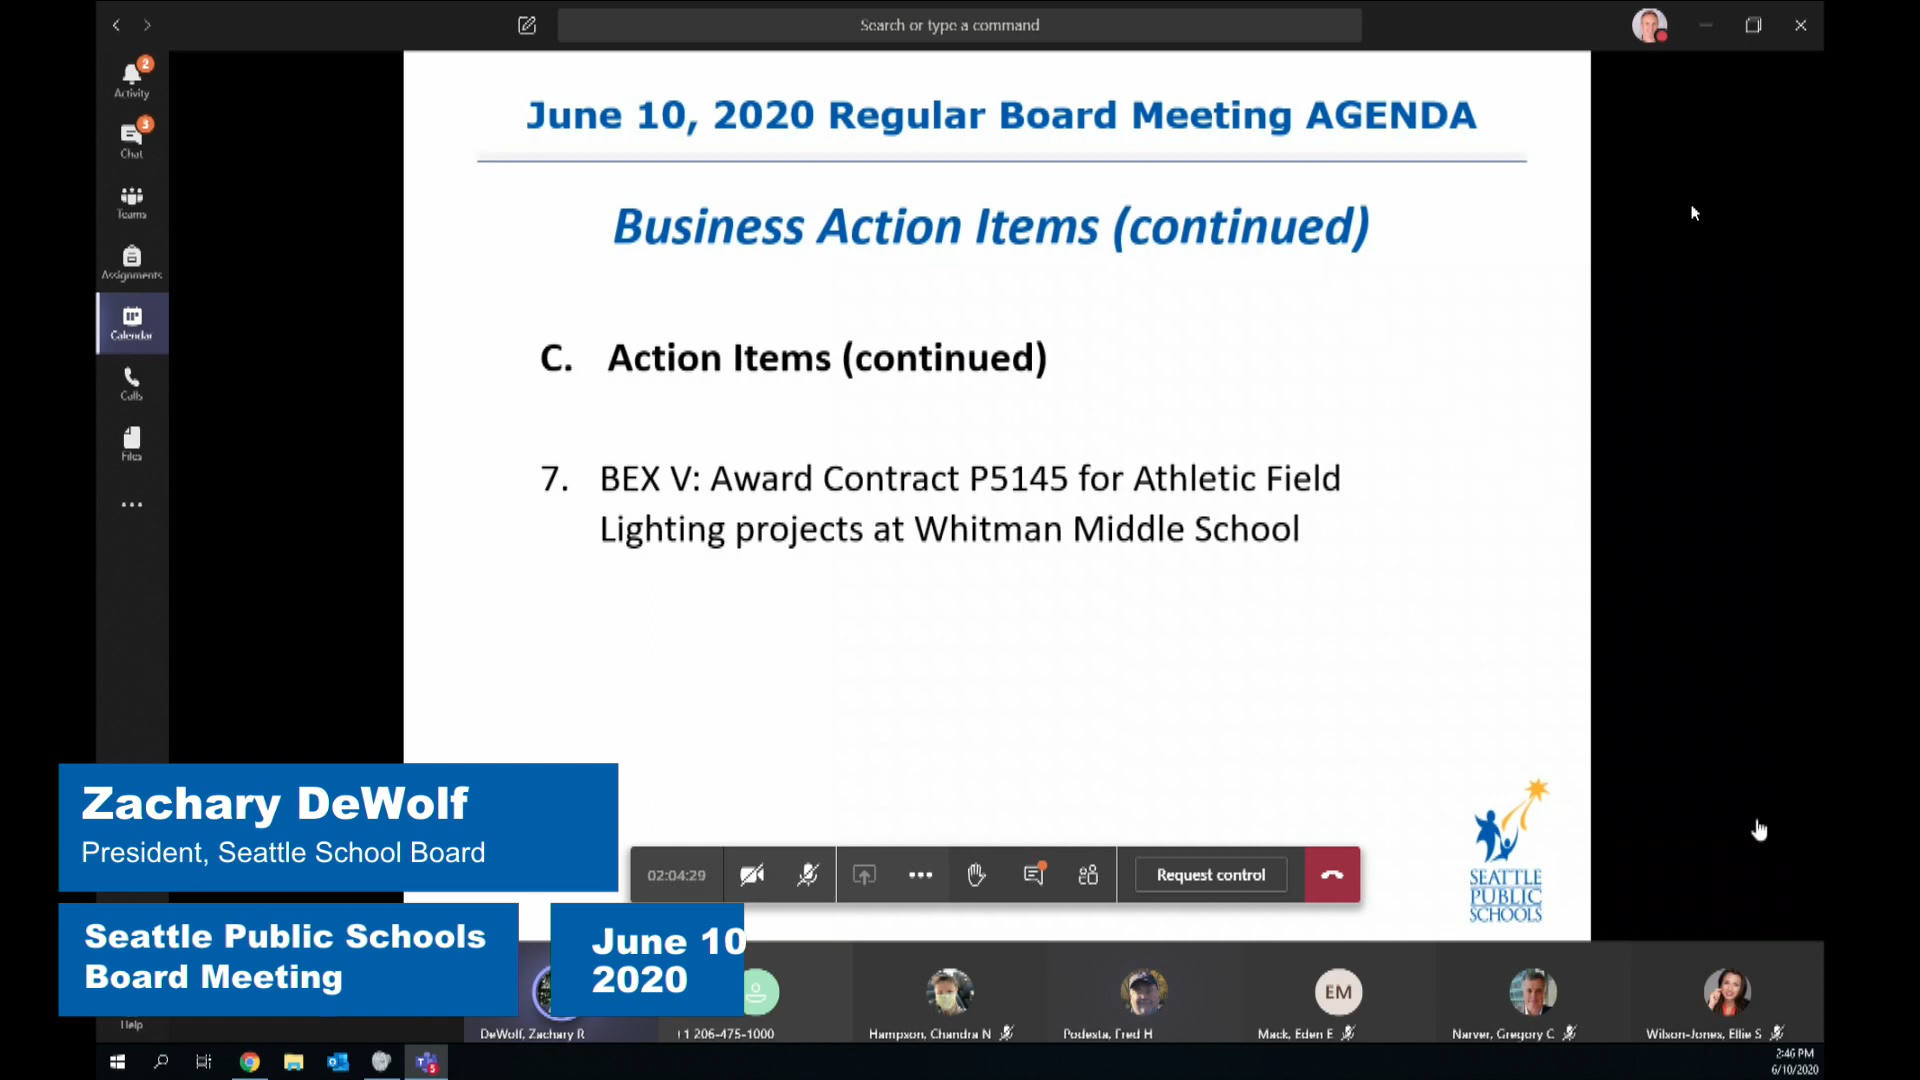 Search or type a command
2
Activity
3
Chat
Teams
Assignments
Calendar
Calls
Files
Help
June 10, 2020 Regular Board Meeting AGENDA
Business Action Items (continued)
C. Action Items (continued)
7. BEX V: Award Contract P5145 for Athletic Field
Lighting projects at Whitman Middle School
SEATTLE
PUBLIC
SCHOOLS
Zachary DeWolf
President, Seattle School Board
Seattle Public Schools
Board Meeting
June 10
2020
02:04:29
Request control
EM
DeWolf, Zachary R
+1 206-475-1000
Hampson, Chandra N
Podesta, Fred H
Mack, Eden E
Narver, Gregory C
Wilson-Jones, Ellie S
5
2:46 PM
6/10/2020